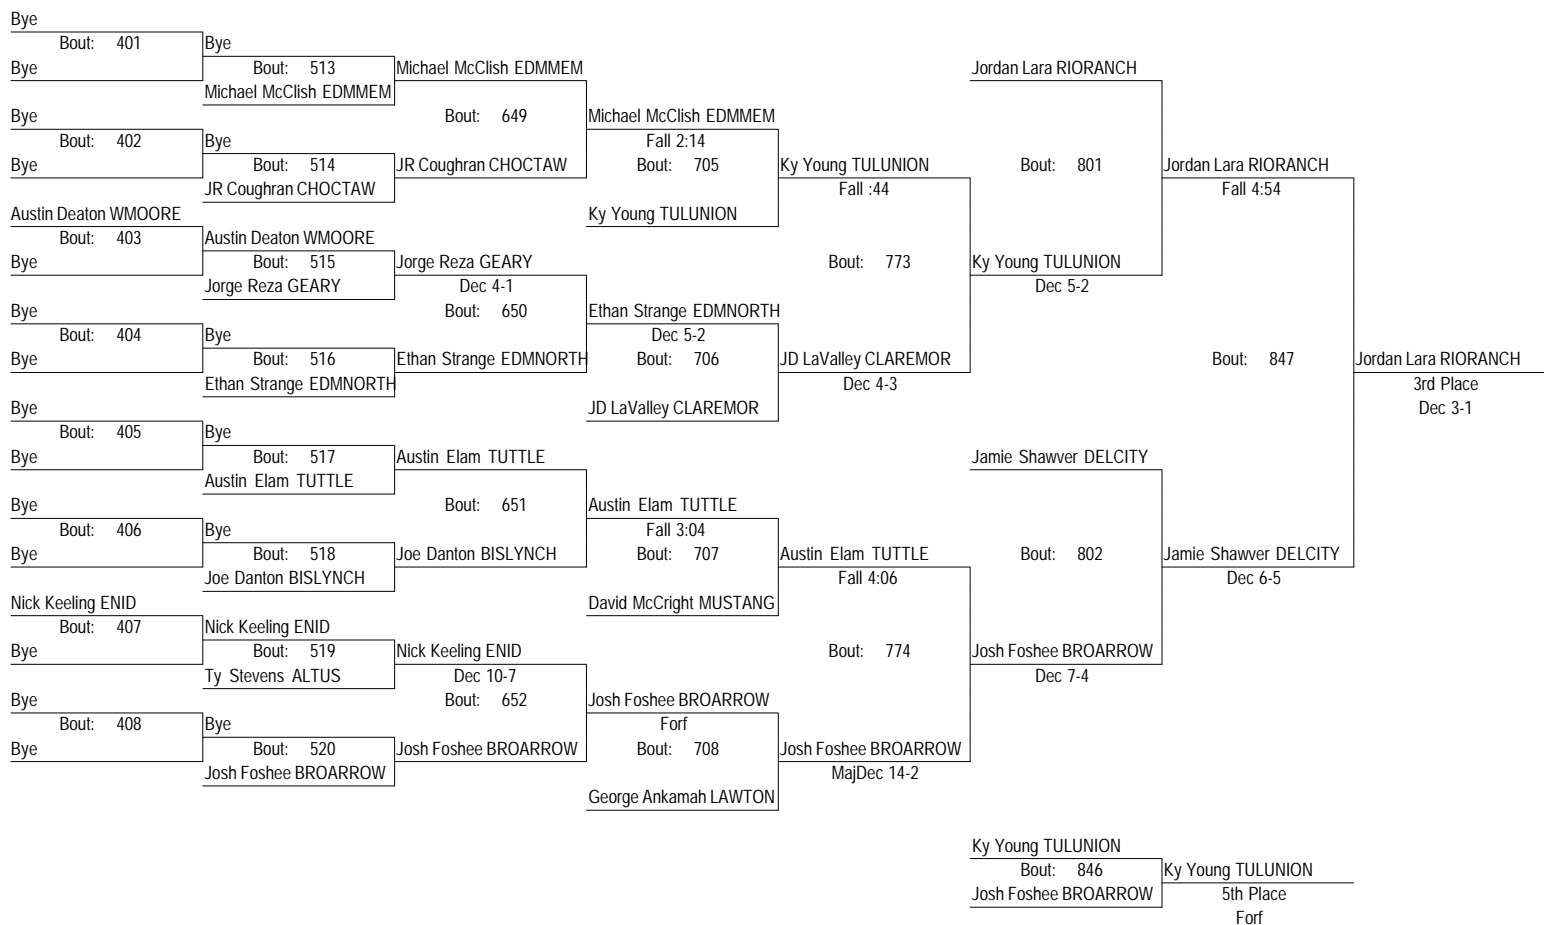 Bye
Bout: 401 Bye
Bye Bout: 513 Michael McClish EDMMEM Jordan Lara RIORANCH
Michael McClish EDMMEM
Bye Bout: 649 Michael McClish EDMMEM
Bout: 402 Bye Fall 2:14
Bye Bout: 514 JR Coughran CHOCTAW Bout: 705 Ky Young TULUNION Bout: 801 Jordan Lara RIORANCH
JR Coughran CHOCTAW Fall :44 Fall 4:54
Austin Deaton WMOORE Ky Young TULUNION
Bout: 403 Austin Deaton WMOORE
Bye Bout: 515 Jorge Reza GEARY Bout: 773 Ky Young TULUNION
Jorge Reza GEARY Dec 4-1 Dec 5-2
Bye Bout: 650 Ethan Strange EDMNORTH
Bout: 404 Bye Dec 5-2
Bye Bout: 516 Ethan Strange EDMNORTH Bout: 706 JD LaValley CLAREMOR Bout: 847 Jordan Lara RIORANCH
Ethan Strange EDMNORTH Dec 4-3 3rd Place
Bye JD LaValley CLAREMOR Dec 3-1
Bout: 405 Bye
Bye Bout: 517 Austin Elam TUTTLE Jamie Shawver DELCITY
Austin Elam TUTTLE
Bye Bout: 651 Austin Elam TUTTLE
Bout: 406 Bye Fall 3:04
Bye Bout: 518 Joe Danton BISLYNCH Bout: 707 Austin Elam TUTTLE Bout: 802 Jamie Shawver DELCITY
Joe Danton BISLYNCH Fall 4:06 Dec 6-5
Nick Keeling ENID David McCright MUSTANG
Bout: 407 Nick Keeling ENID
Bye Bout: 519 Nick Keeling ENID Bout: 774 Josh Foshee BROARROW
Ty Stevens ALTUS Dec 10-7 Dec 7-4
Bye Bout: 652 Josh Foshee BROARROW
Bout: 408 Bye Forf
Bye Bout: 520 Josh Foshee BROARROW Bout: 708 Josh Foshee BROARROW
Josh Foshee BROARROW MajDec 14-2
George Ankamah LAWTON
Ky Young TULUNION
Bout: 846 Ky Young TULUNION
Josh Foshee BROARROW 5th Place
Forf